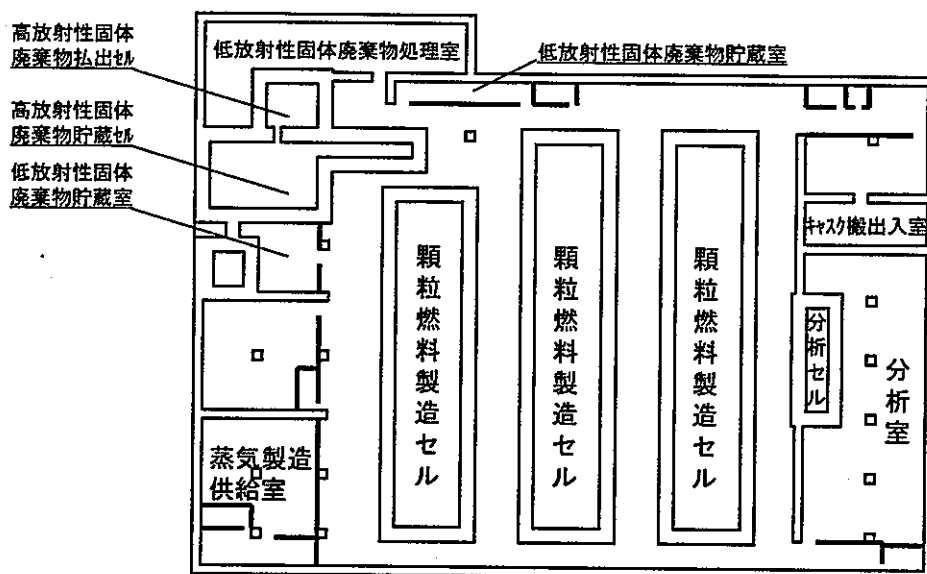 高放射性固体
廃棄物払出セル
高放射性固体
廃棄物貯蔵セル
低放射性固体
廃棄物貯蔵室
低放射性固体廃棄物処理室
低放射性固体廃棄物貯蔵室
顆粒燃料製造セル
顆粒燃料製造セル
顆粒燃料製造セル
キャスク搬出入室
分析セル
分析室
蒸気製造
供給室